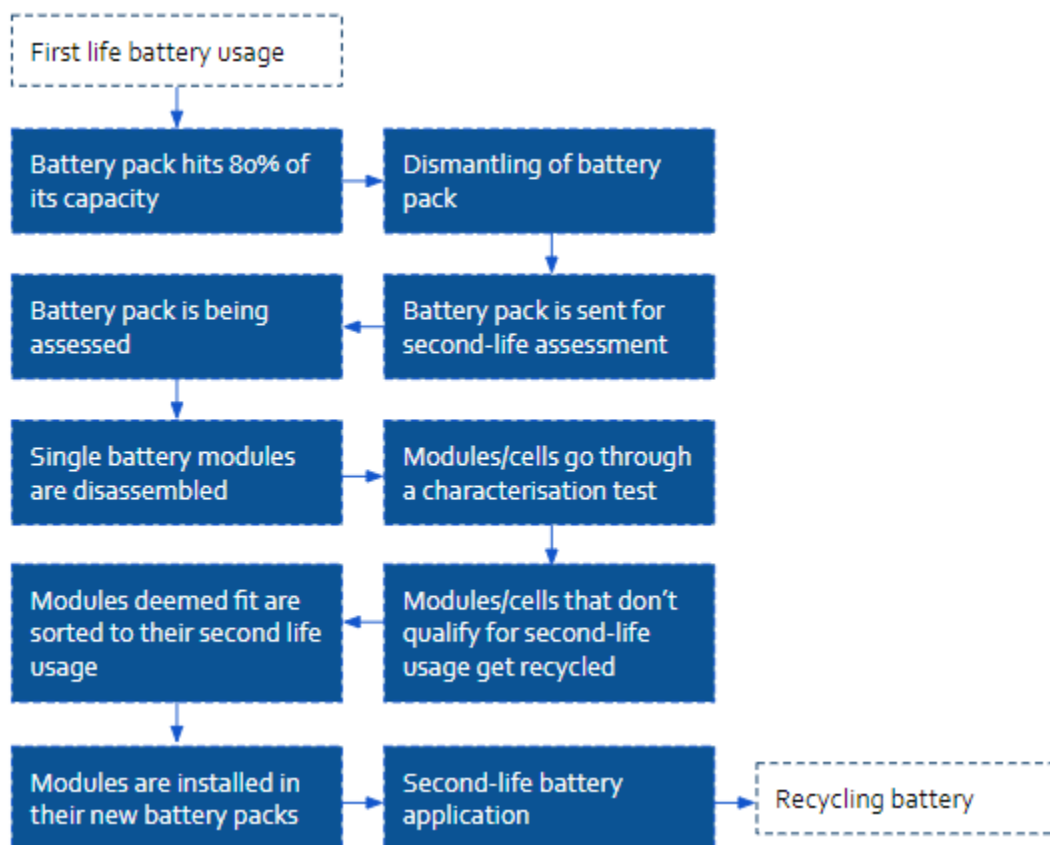 First life battery usage
Battery pack hits 80% of
its capacity
Dismantling of battery
pack
Battery pack is sent for
second-life assessment
Battery pack is being
assessed
Single battery modules
are disassembled
Modules/cells go through
a characterisation test
Modules/cells that don’t
qualify for second-life
usage get recycled
Modules deemed fit are
sorted to their second life
usage
Modules are installed in
their new battery packs
Second-life battery
application
Recycling battery